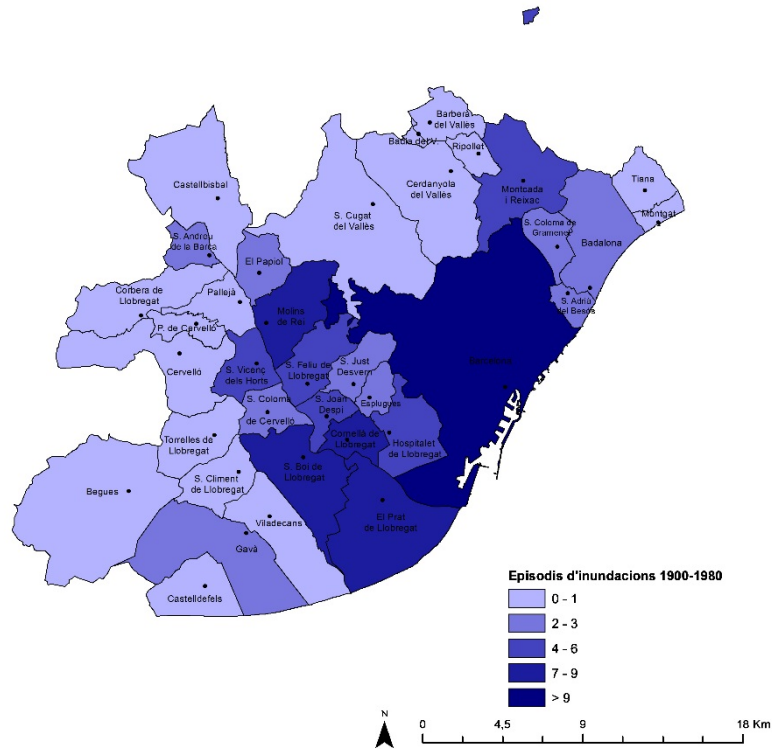 Barberà
del Vallès
Badia del V.
Ripollet
Cerdanyola
del Vallès
Montcada
i Reixac
Tiana
Montgat
Castellbisbal
S. Cugat
del Vallès
S. Coloma de
Gramenet
Badalona
S. Andreu
de la Barca
El Papiol
S. Adrià
del Besòs
Corbera de
Llobregat
Pallejà
P. de Cervelló
Molins
de Rei
Cervelló
S. Vicenç
dels Horts
S. Feliu de
Llobregat
S. Just
Desvern
Barcelona
Esplugues
S. Coloma
de Cervelló
S. Joan
Despí
Cornellà de
Llobregat
Hospitalet
de Llobregat
Torrelles de
Llobregat
S. Boi de
Llobregat
S. Climent
de Llobregat
Begues
Viladecans
El Prat
de Llobregat
Gavà
Castelldefels
Episodis d'inundacions 1900-1980
0 - 1
2 - 3
4 - 6
7 - 9
> 9
N
0 4,5 9 18 Km